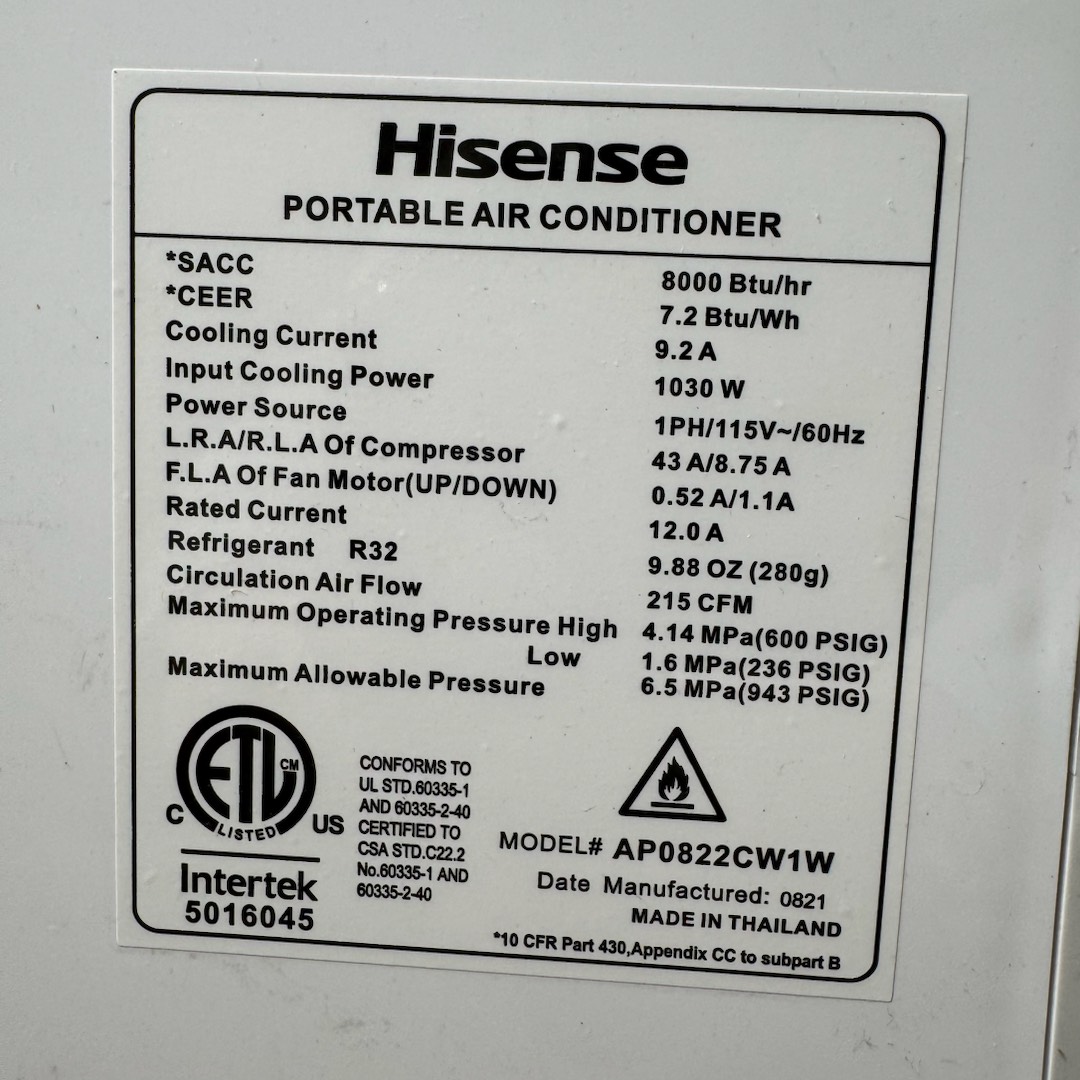 Hisense
PORTABLE AIR CONDITIONER
*SACC 8000 Btu/hr
*CEER 7.2 Btu/Wh
Cooling Current 9.2 A
Input Cooling Power 1030 W
Power Source 1PH/115V~/60Hz
L.R.A/R.L.A Of Compressor 43 A/8.75 A
F.L.A Of Fan Motor(UP/DOWN) 0.52 A/1.1A
Rated Current 12.0 A
Refrigerant R32 9.88 OZ (280g)
Circulation Air Flow 215 CFM
Maximum Operating Pressure High 4.14 MPa(600 PSIG)
Low 1.6 MPa(236 PSIG)
Maximum Allowable Pressure 6.5 MPa(943 PSIG)
ETL CM
C LISTED US
Intertek
5016045
CONFORMS TO
UL STD.60335-1
AND 60335-2-40
CERTIFIED TO
CSA STD.C22.2
No.60335-1 AND
60335-2-40
MODEL# AP0822CW1W
Date Manufactured: 0821
MADE IN THAILAND
*10 CFR Part 430,Appendix CC to subpart B